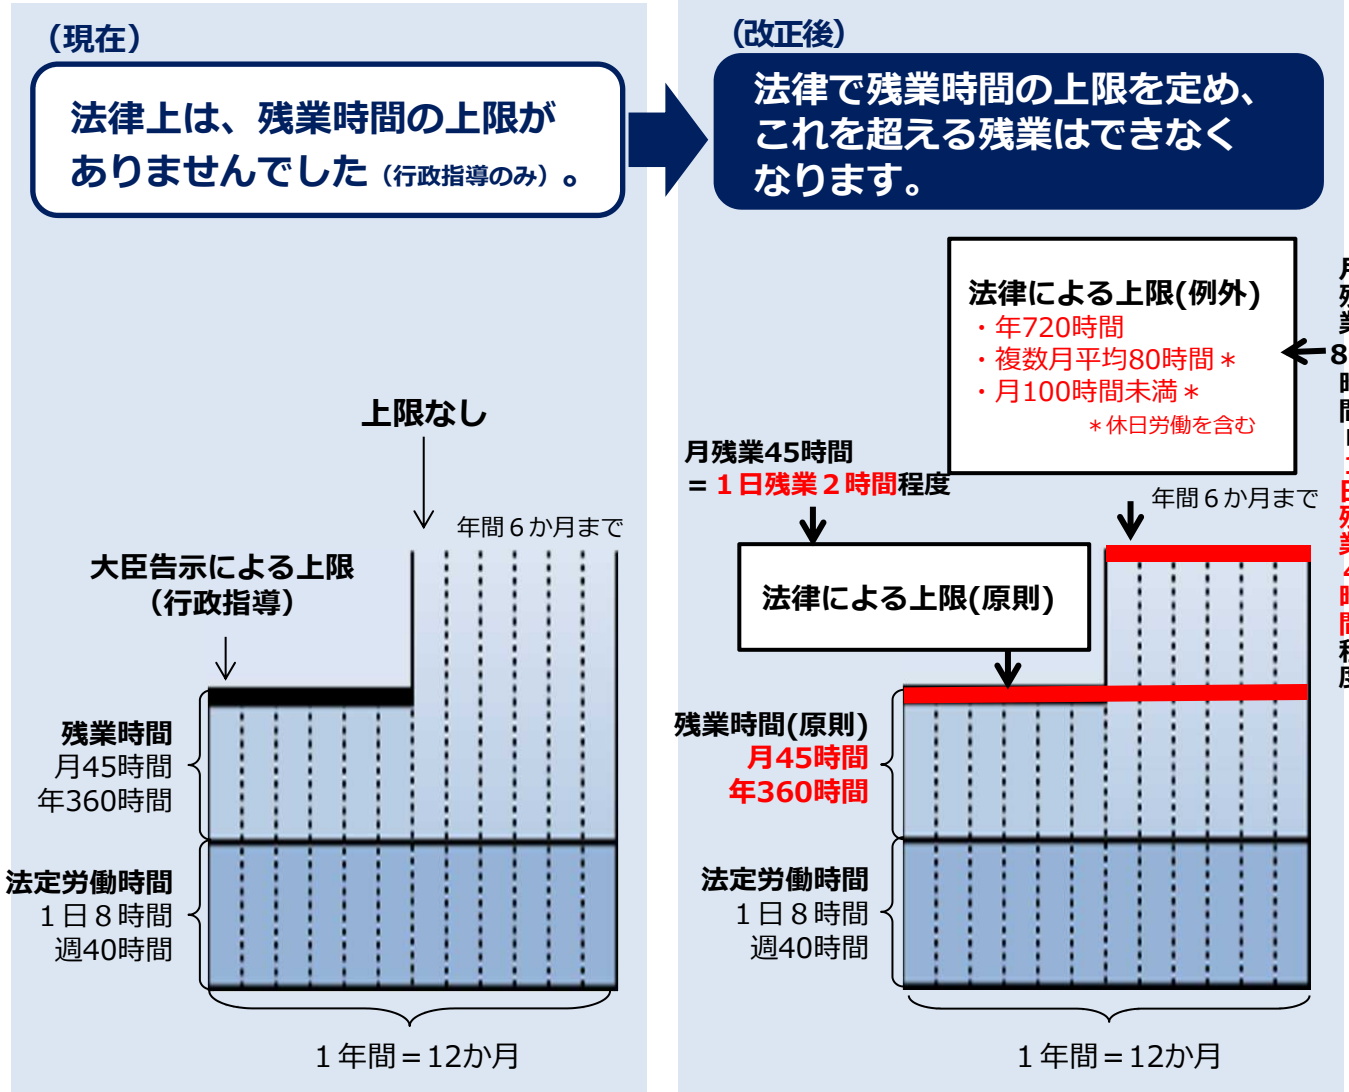 （現在）
法律上は、残業時間の上限が
ありませんでした（行政指導のみ）。
上限なし
年間６か月まで
大臣告示による上限
（行政指導）
残業時間
月45時間
年360時間
法定労働時間
１日８時間
週40時間
１年間＝12か月
（改正後）
法律で残業時間の上限を定め、
これを超える残業はできなく
なります。
法律による上限(例外)
・年720時間
・複数月平均80時間＊
・月100時間未満＊
＊休日労働を含む
月残業45時間
＝１日残業２時間程度
年間６か月まで
法律による上限(原則)
残業時間(原則)
月45時間
年360時間
法定労働時間
１日８時間
週40時間
１年間＝12か月